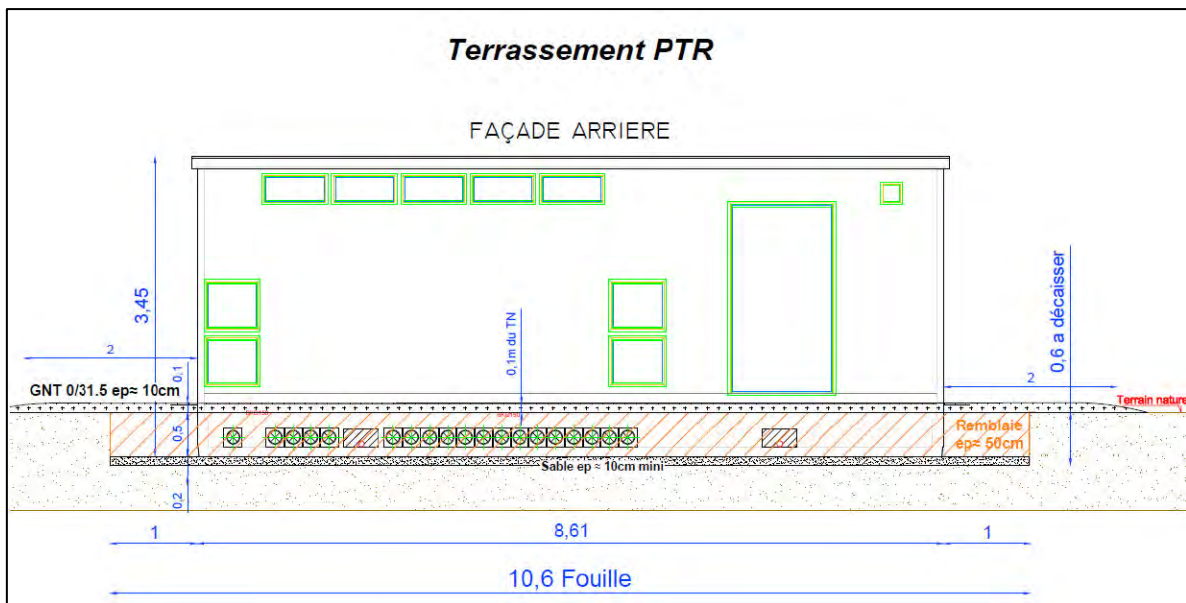 Terrassement PTR
FAÇADE ARRIERE
3,45
0,1m du TN
0,6 a décaisser
2
0,1
2
GNT 0/31.5 ep≈ 10cm
Terrain nature
0,5
Remblaie
ep≈ 50cm
Sable ep ≈ 10cm mini
0,2
1
8,61
1
10,6 Fouille